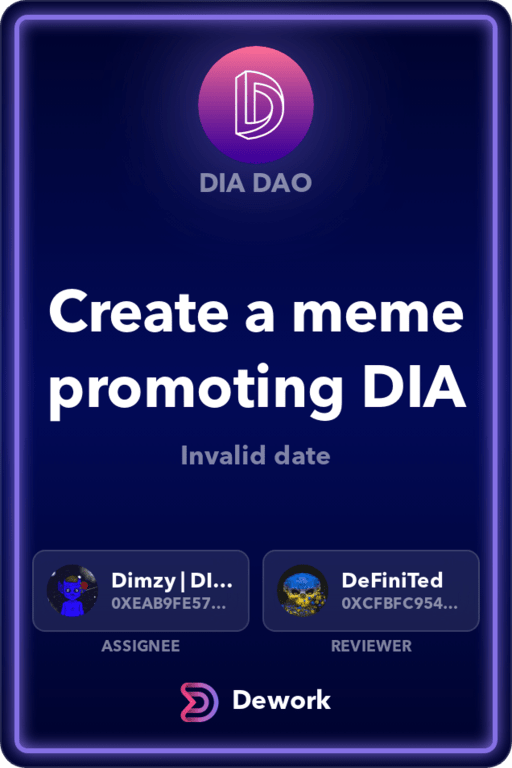 DIA DAO
Create a meme
promoting DIA
Invalid date
Dimzy | DI...
0XEAB9FE57...
DeFiniTed
0XCFBFC954...
ASSIGNEE
REVIEWER
Dework